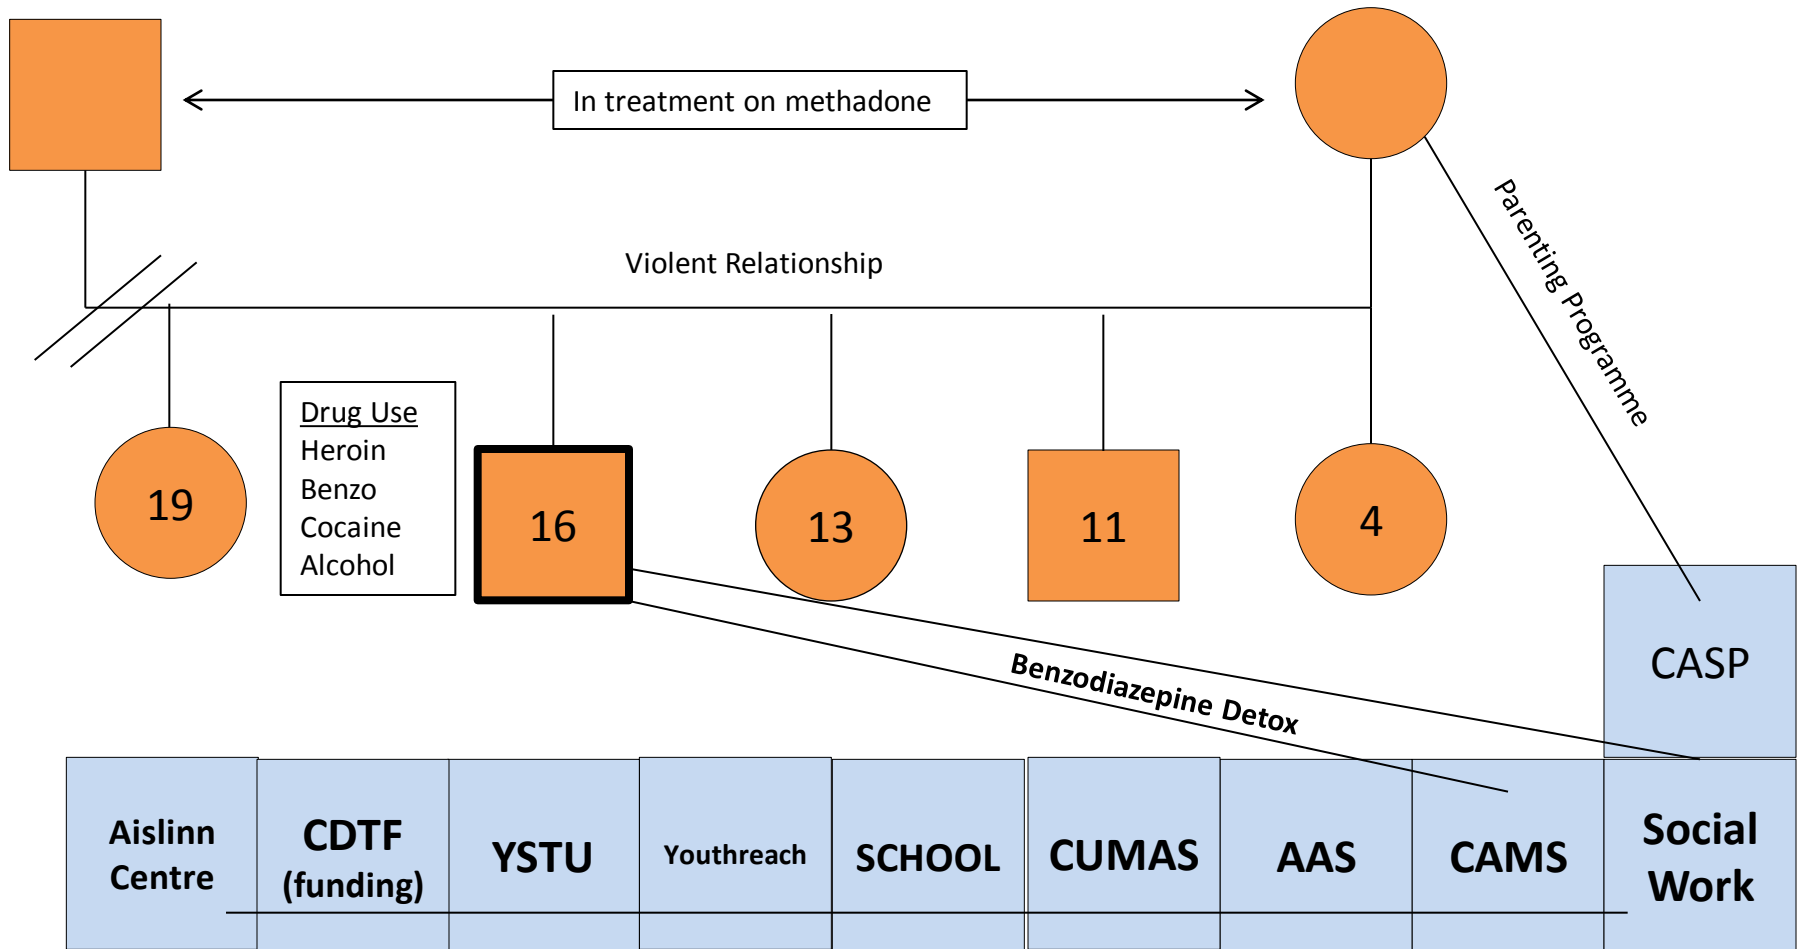 In treatment on methadone
Parenting Programme
Violent Relationship
Drug Use
Heroin
Benzo
Cocaine
Alcohol
19
16
13
11
4
Benzodiazepine Detox
CASP
Aislinn
Centre
CDTF
(funding)
YSTU
Youthreach
SCHOOL
CUMAS
AAS
CAMS
Social
Work